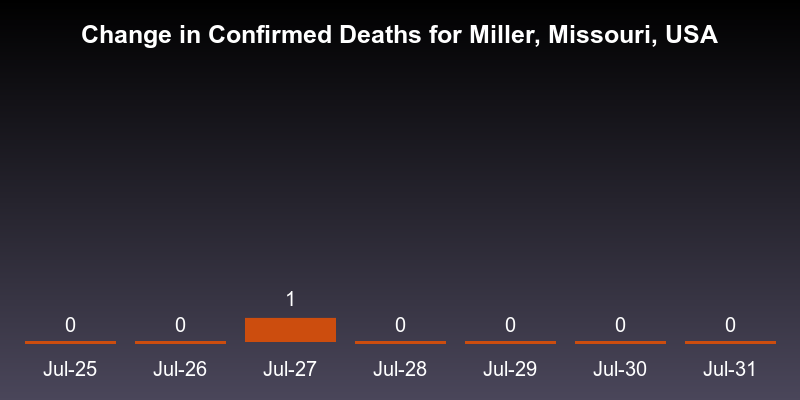 Change in Confirmed Deaths for Miller, Missouri, USA
0 0 1 0 0 0 0
Jul-25 Jul-26 Jul-27 Jul-28 Jul-29 Jul-30 Jul-31